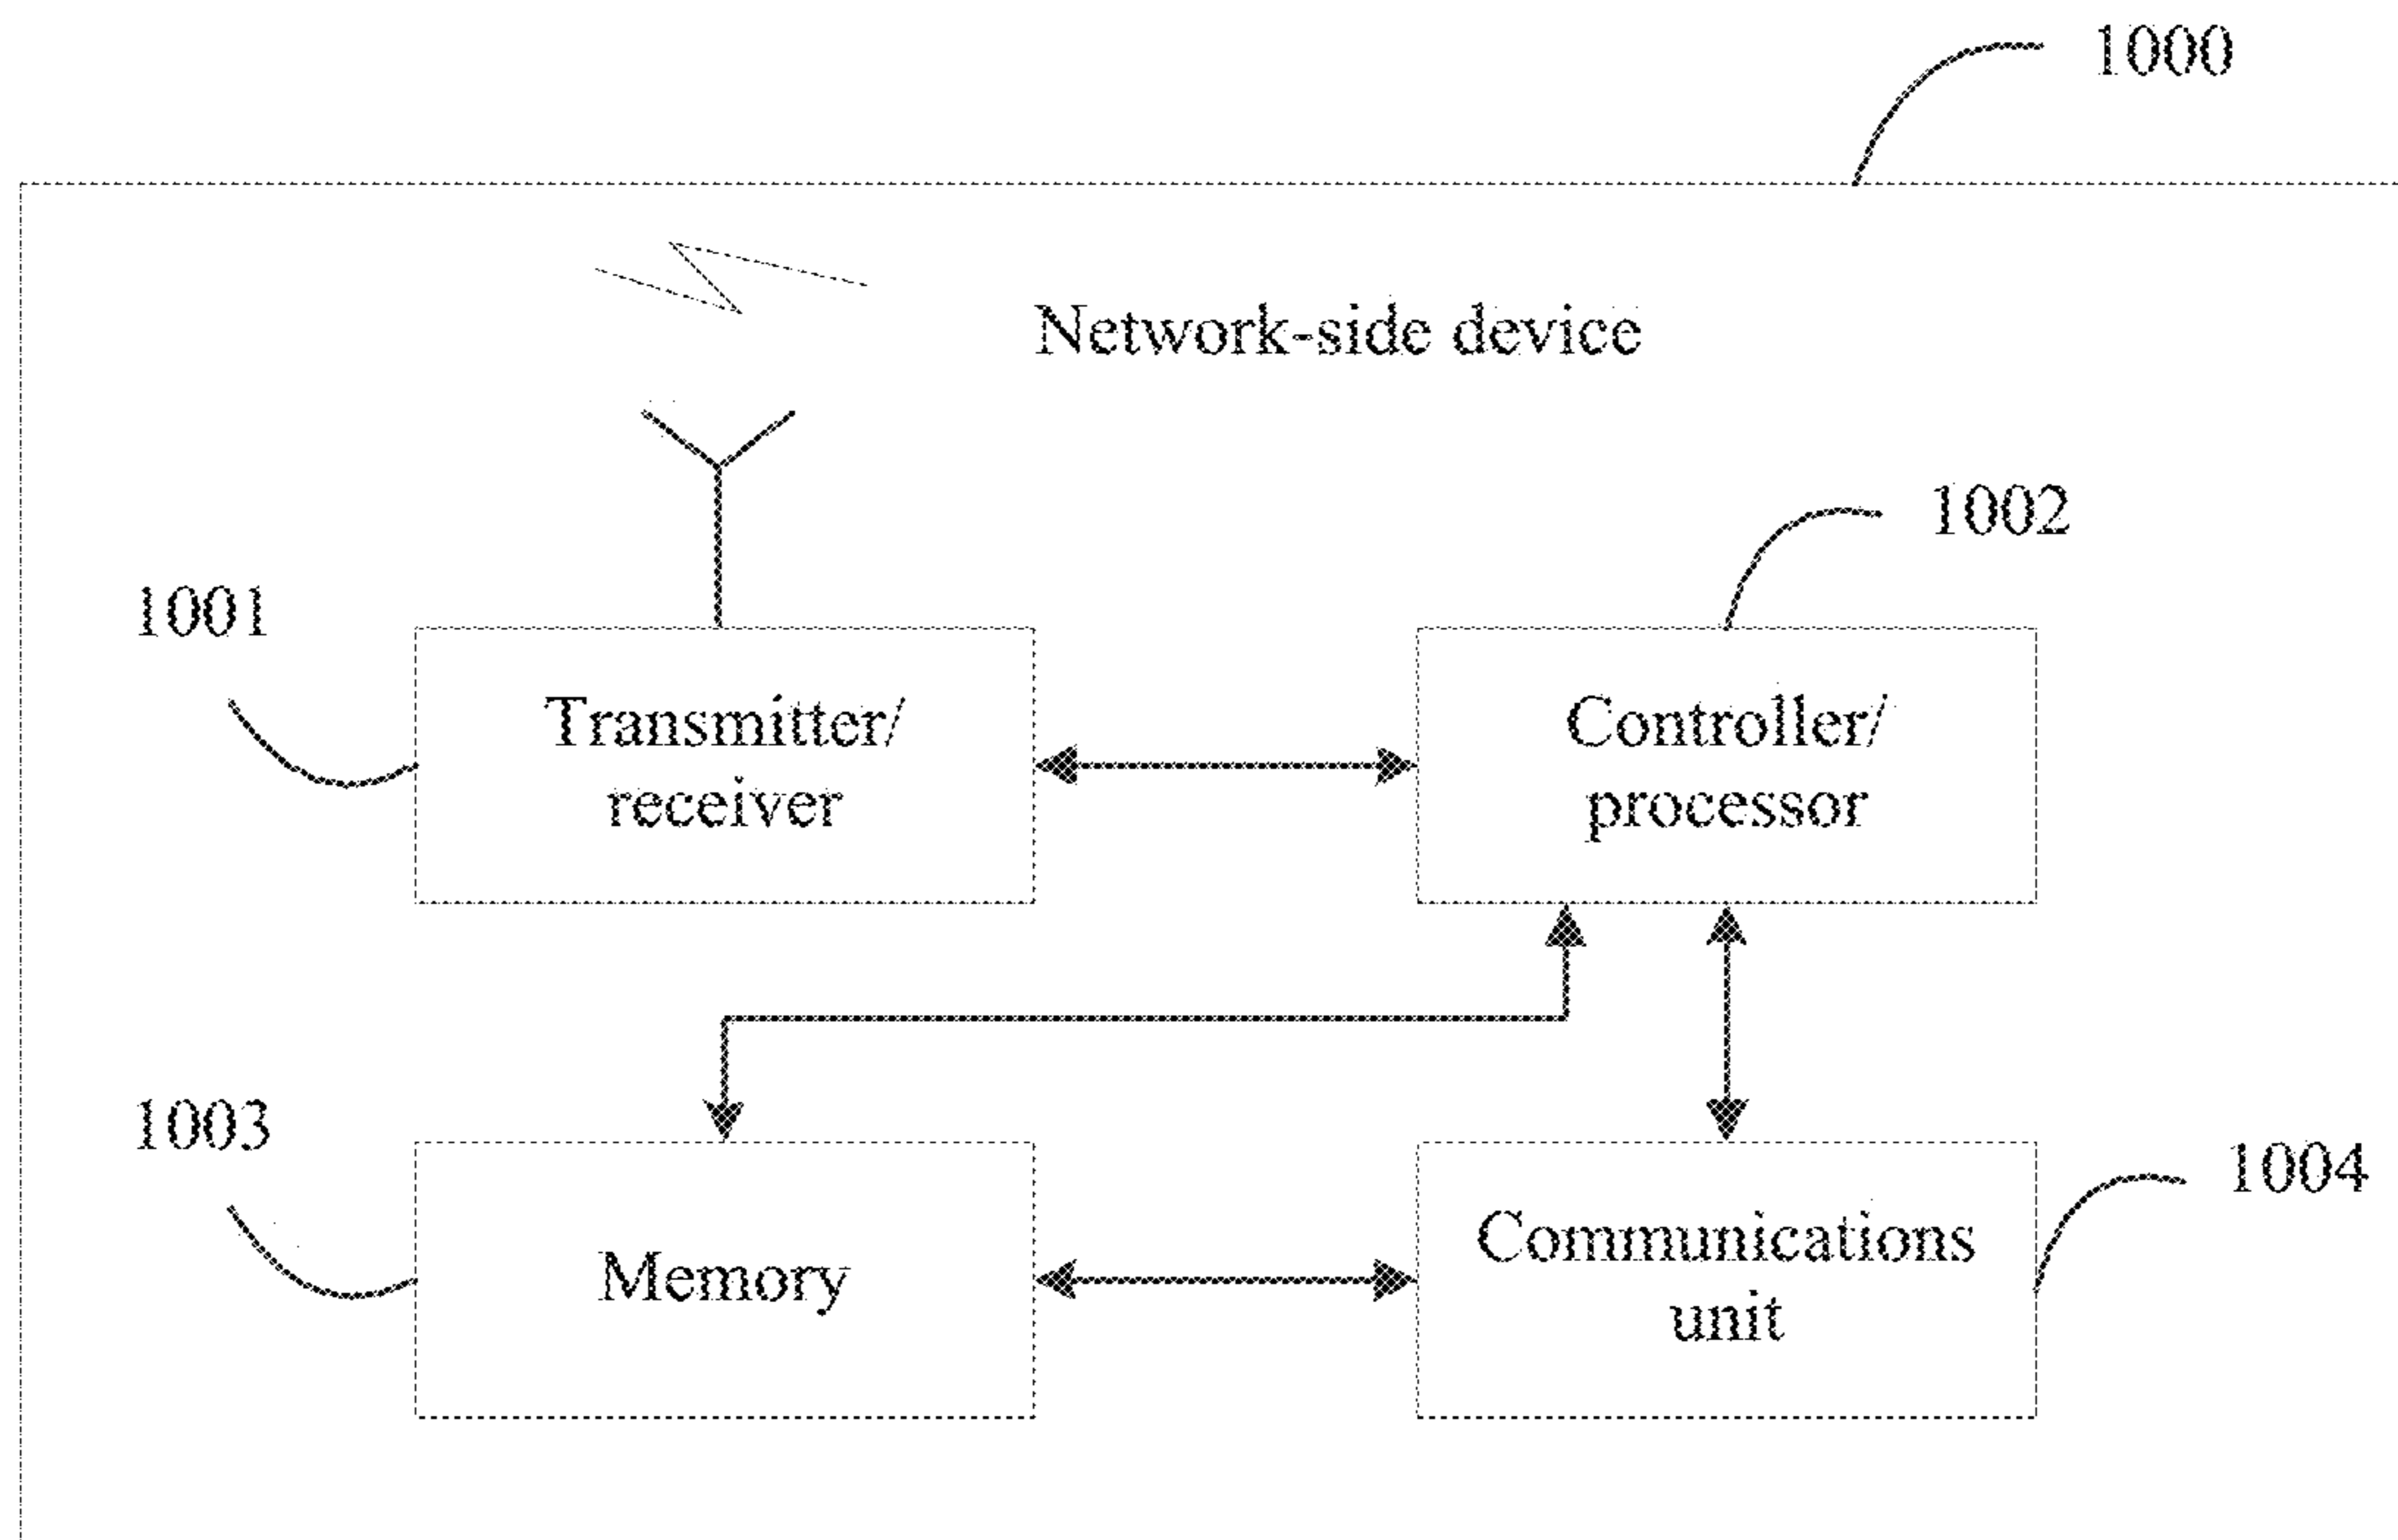 1000
Network-side device
1002
1001
Transmitter/
receiver
Controller/
processor
1003
1004
Memory
Communications
unit